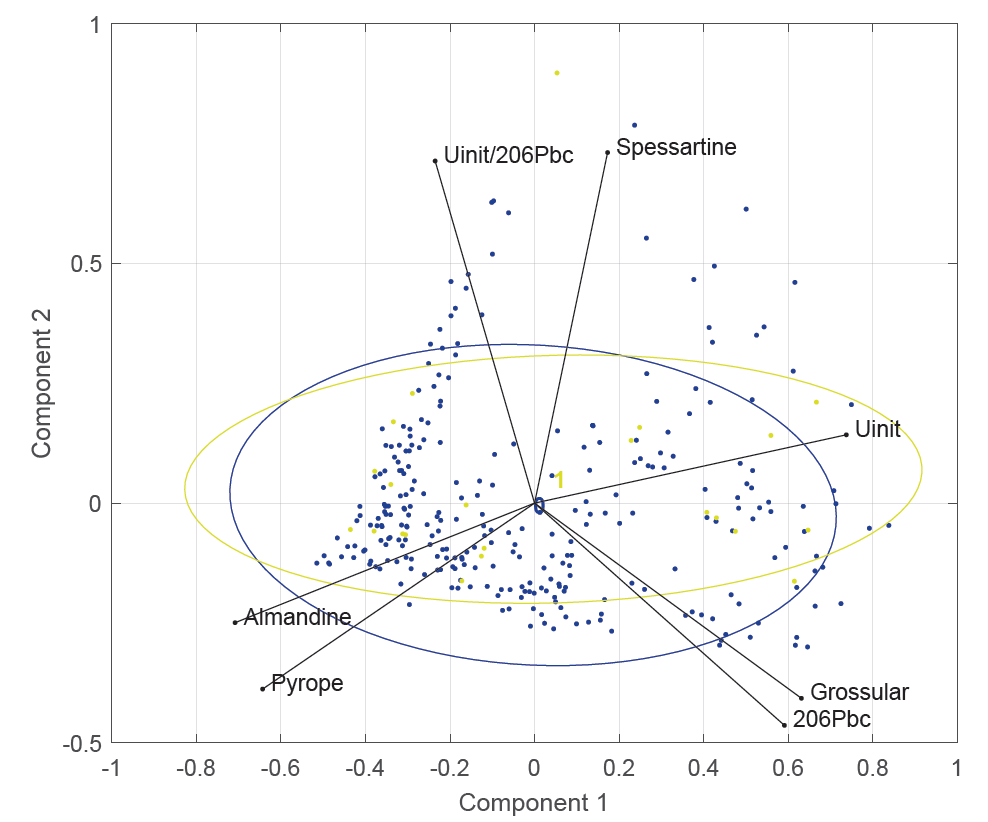 1
Uinit/206Pbc
Spessartine
0.5
Component 2
Uinit
1
0
0
Almandine
Pyrope
Grossular
206Pbc
-0.5
-1
-0.8
-0.6
-0.4
-0.2
0
0.2
0.4
0.6
0.8
1
Component 1